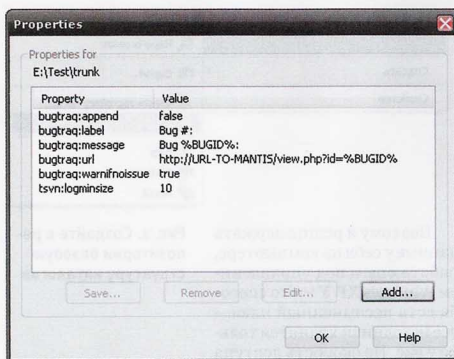 Properties
Properties for
E:\Test\trunk
Property Value
bugtraq:append false
bugtraq:label Bug #:
bugtraq:message Bug %BUGID%:
bugtraq:url http://URL-TO-MANTIS/view.php?id=%BUGID%
bugtraq:warnifnoissue true
tsvn:logminsize 10
Save... Remove Edit... Add...
OK Help